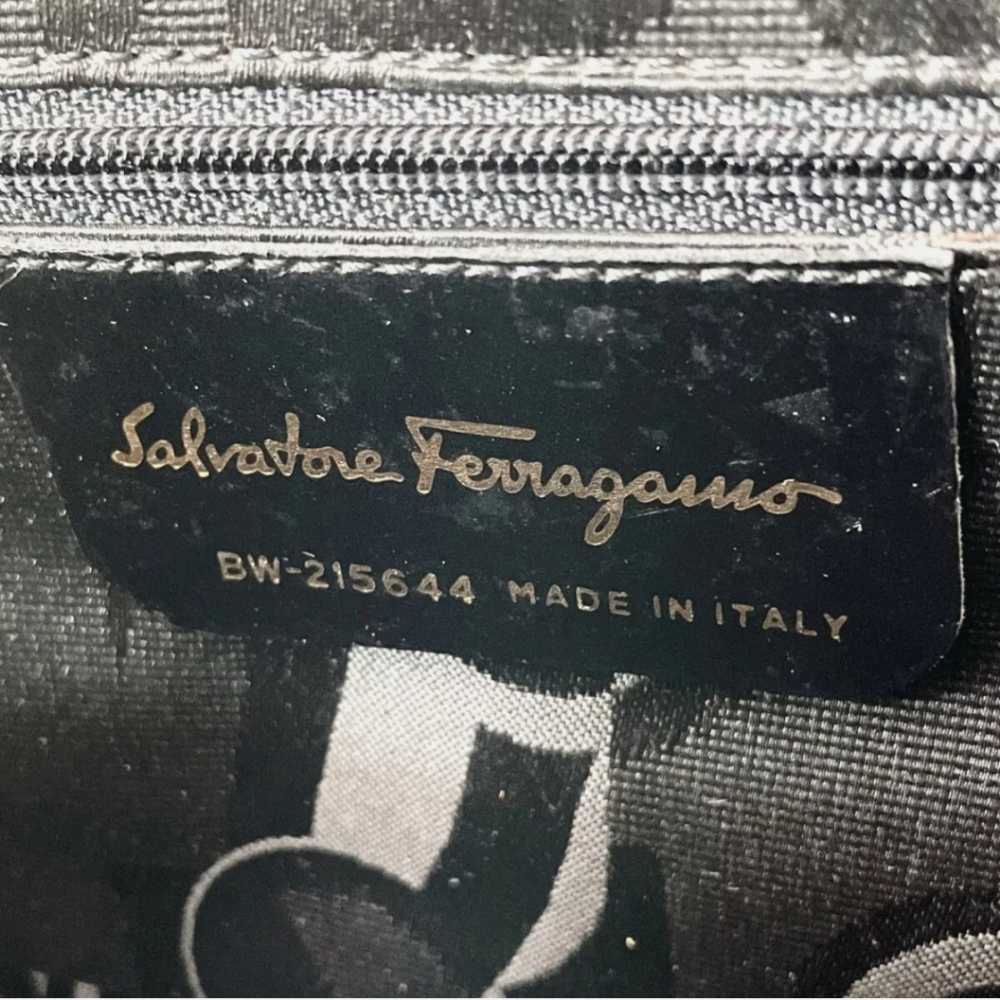 Salvatore Ferragamo
BW-215644 MADE IN ITALY